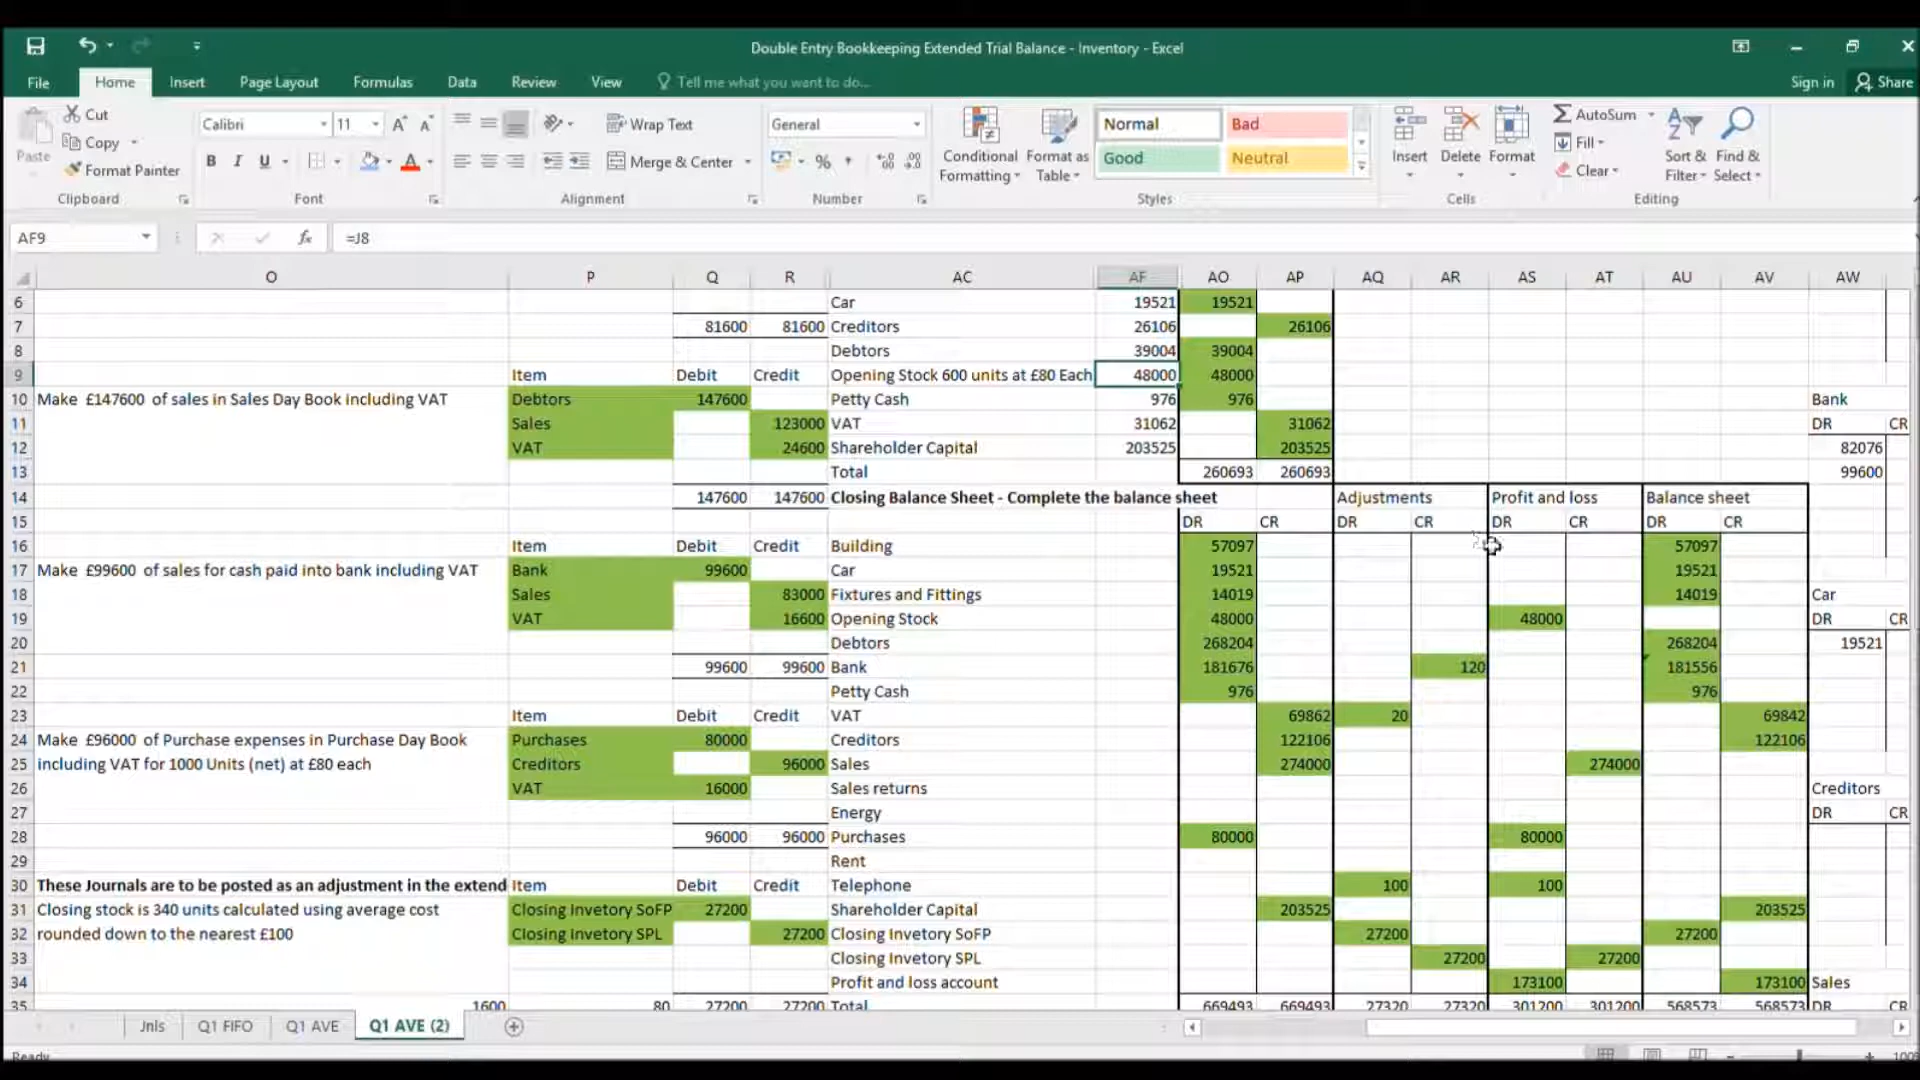 Double Entry Bookkeeping Extended Trial Balance - Inventory - Excel
File Home Insert Page Layout Formulas Data Review View Tell me what you want to do... Sign in Share
Cut
Copy
Format Painter
Paste
Calibri 11
B I U
Wrap Text
Merge & Center
General
%
Conditional Formatting
Format as Table
Normal Bad
Good Neutral
Insert Delete Format
AutoSum
Fill
Clear
Sort & Filter
Find & Select
Clipboard Font Alignment Number Styles Cells Editing
AF9 fx =J8
O P Q R AC AF AO AP AQ AR AS AT AU AV AW
6 Car 19521 19521
7 81600 81600 Creditors 26106 26106
8 Debtors 39004 39004
9 Item Debit Credit Opening Stock 600 units at £80 Each 48000 48000
10 Make £147600 of sales in Sales Day Book including VAT Debtors 147600 Petty Cash 976 976 Bank
11 Sales 123000 VAT 31062 31062 DR CR
12 VAT 24600 Shareholder Capital 203525 203525 82076
13 Total 260693 260693 99600
14 147600 147600 Closing Balance Sheet - Complete the balance sheet Adjustments Profit and loss Balance sheet
15 DR CR DR CR DR CR DR CR
16 Item Debit Credit Building 57097 57097
17 Make £99600 of sales for cash paid into bank including VAT Bank 99600 Car 19521 19521
18 Sales 83000 Fixtures and Fittings 14019 14019 Car
19 VAT 16600 Opening Stock 48000 48000 DR CR
20 Debtors 268204 268204 19521
21 99600 99600 Bank 181676 120 181556
22 Petty Cash 976 976
23 Item Debit Credit VAT 69862 20 69842
24 Make £96000 of Purchase expenses in Purchase Day Book Purchases 80000 Creditors 122106 122106
25 including VAT for 1000 Units (net) at £80 each Creditors 96000 Sales 274000 274000
26 VAT 16000 Sales returns Creditors
27 Energy DR CR
28 96000 96000 Purchases 80000 80000
29 Rent
30 These Journals are to be posted as an adjustment in the extend Item Debit Credit Telephone 100 100
31 Closing stock is 340 units calculated using average cost Closing Invetory SoFP 27200 Shareholder Capital 203525 203525
32 rounded down to the nearest £100 Closing Invetory SPL 27200 Closing Invetory SoFP 27200 27200
33 Closing Invetory SPL 27200 27200
34 Profit and loss account 173100 173100 Sales
35 1600 80 27200 27200 Total 669493 669493 27320 27320 301200 301200 568573 568573 DR CR
Jnls Q1 FIFO Q1 AVE Q1 AVE (2)
Ready